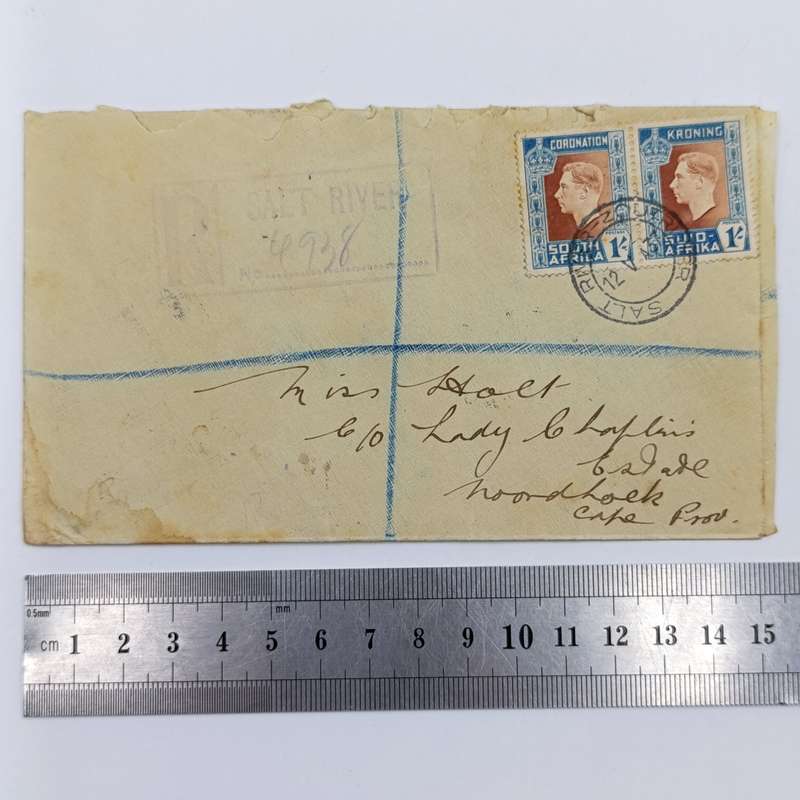 SALT RIVER
No 4938
CORONATION
SOUTH
AFRICA
1/-
KRONING
SUID-
AFRIKA
1/-
SALT RIVER
12 V
Miss Holt
C/o Lady Chaplin's
Estate
Noordhoek
Cape Prov.
0.5mm
mm
cm 1 2 3 4 5 6 7 8 9 10 11 12 13 14 15